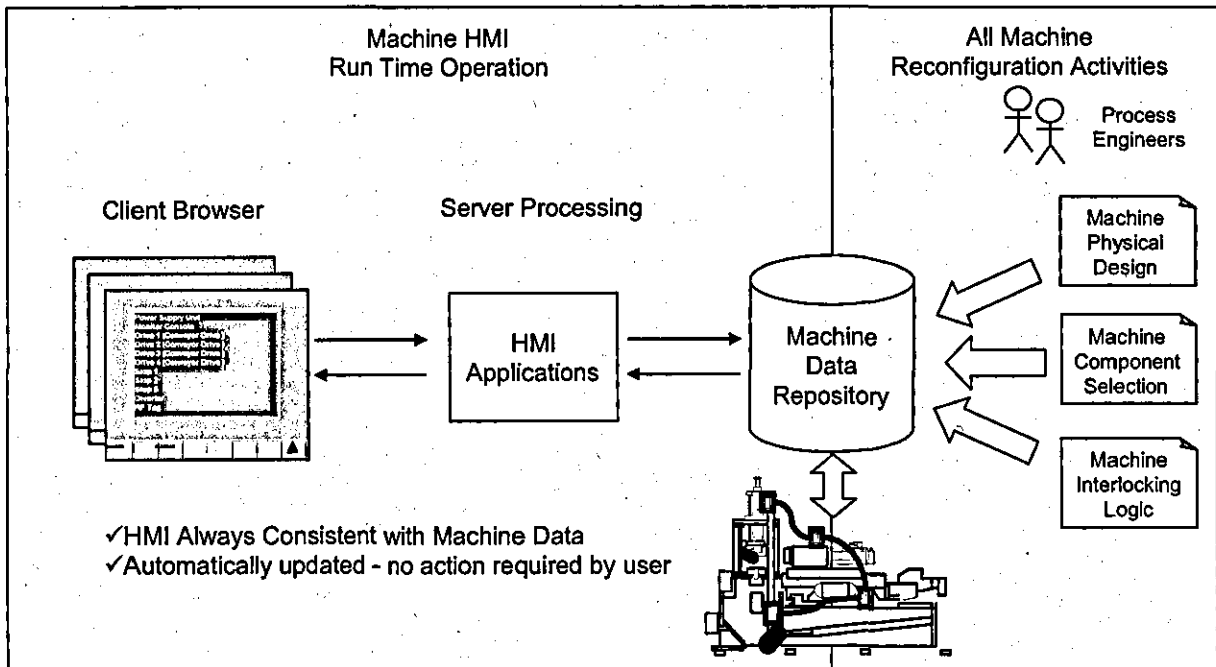 Machine HMI
Run Time Operation
All Machine
Reconfiguration Activities
Process
Engineers
Client Browser
Server Processing
Machine
Physical
Design
HMI
Applications
Machine
Data
Repository
Machine
Component
Selection
Machine
Interlocking
Logic
✓HMI Always Consistent with Machine Data
✓Automatically updated - no action required by user